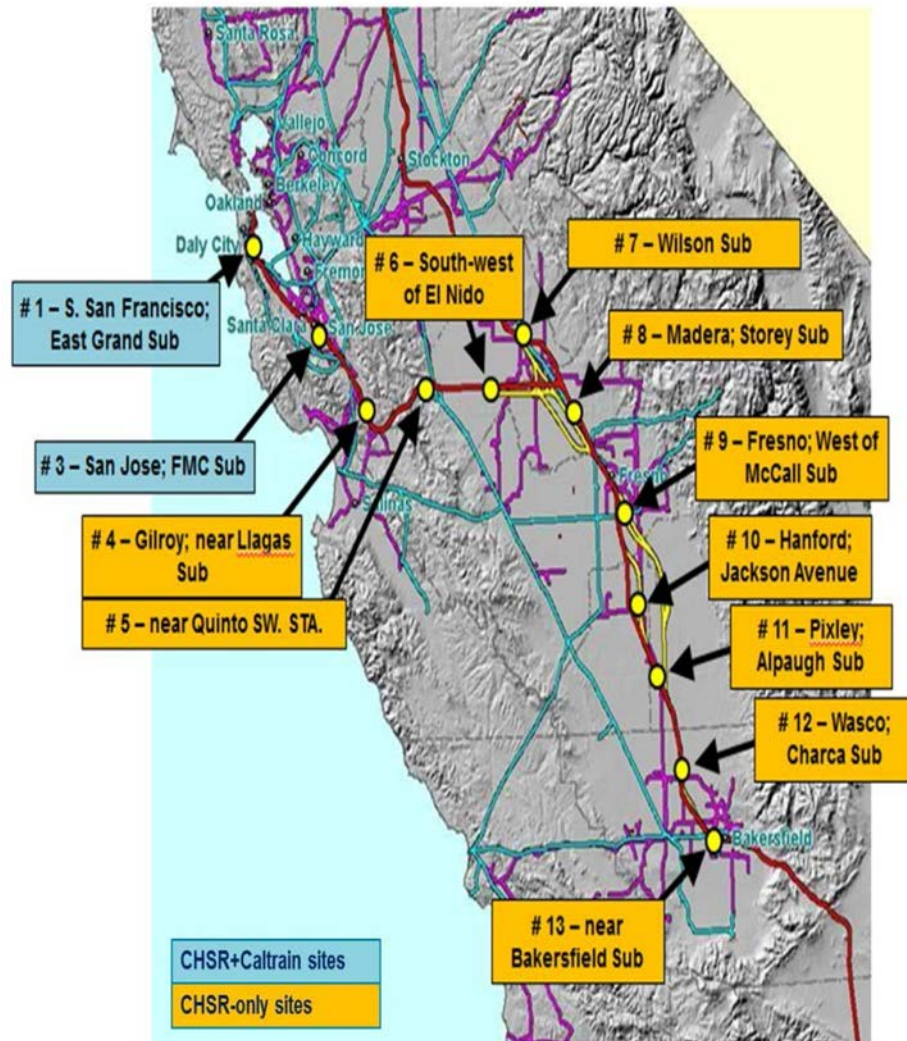 Santa Rosa
Vallejo
Concord
Stockton
Berkeley
Oakland
Daly City
Hayward
Santa Clara
San Jose
# 1 – S. San Francisco;
East Grand Sub
# 6 – South-west
of El Nido
# 7 – Wilson Sub
# 8 – Madera; Storey Sub
# 3 – San Jose; FMC Sub
# 9 – Fresno; West of
McCall Sub
# 4 – Gilroy; near Llagas
Sub
# 10 – Hanford;
Jackson Avenue
# 5 – near Quinto SW. STA.
# 11 – Pixley;
Alpaugh Sub
# 12 – Wasco;
Charca Sub
Bakersfield
# 13 – near
Bakersfield Sub
CHSR+Caltrain sites
CHSR-only sites